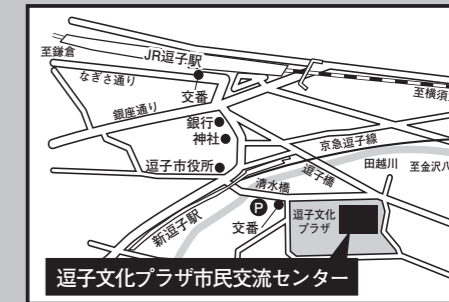 至鎌倉
JR逗子駅
なぎさ通り
交番
至横須
銀座通り
銀行
神社
京急逗子線
逗子市役所
田越川
至金沢八
逗子橋
清水橋
P
新逗子駅
交番
逗子文化
プラザ
逗子文化プラザ市民交流センター